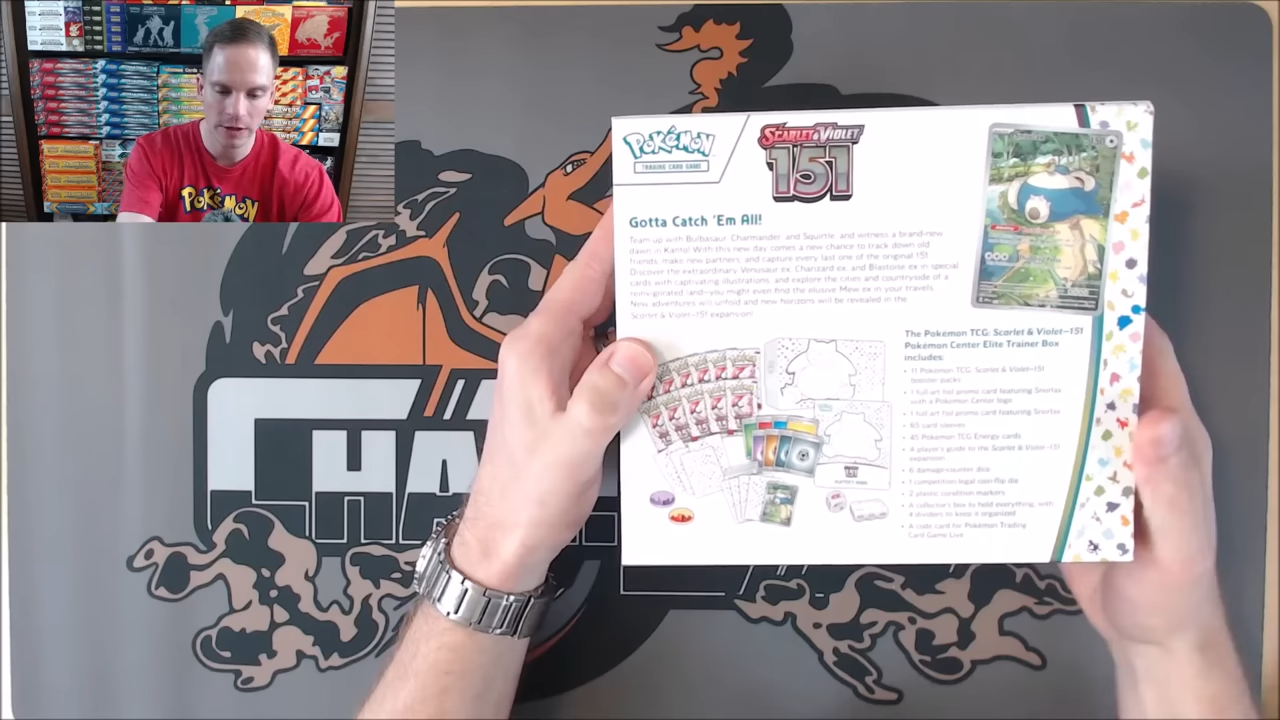 POKÉMON
POKÉMON
TRADING CARD GAME
SCARLET & VIOLET
151
Gotta Catch 'Em All!
Team up with Bulbasaur, Charmander, and Squirtle, and witness a brand-new
dawn in Kanto! With this new day comes a new chance to track down old
friends, make new partners, and capture every last one of the original 151.
Discover the extraordinary Venusaur ex, Charizard ex, and Blastoise ex in special
cards with captivating illustrations, and explore the cities and countryside of a
reinvigorated land—you might even find the elusive Mew ex in your travels.
New adventures will unfold and new horizons will be revealed in the
Scarlet & Violet—151 expansion!
The Pokémon TCG: Scarlet & Violet—151
Pokémon Center Elite Trainer Box
includes:
• 11 Pokémon TCG: Scarlet & Violet—151
booster packs
• 1 full-art foil promo card featuring Snorlax
with a Pokémon Center logo
• 1 full-art foil promo card featuring Snorlax
• 65 card sleeves
• 45 Pokémon TCG Energy cards
• A player's guide to the Scarlet & Violet—151
expansion
• 6 damage-counter dice
• 1 competition-legal coin-flip die
• 2 plastic condition markers
• A collector's box to hold everything, with
4 dividers to keep it organized
• A code card for Pokémon Trading
Card Game Live
151
CHA